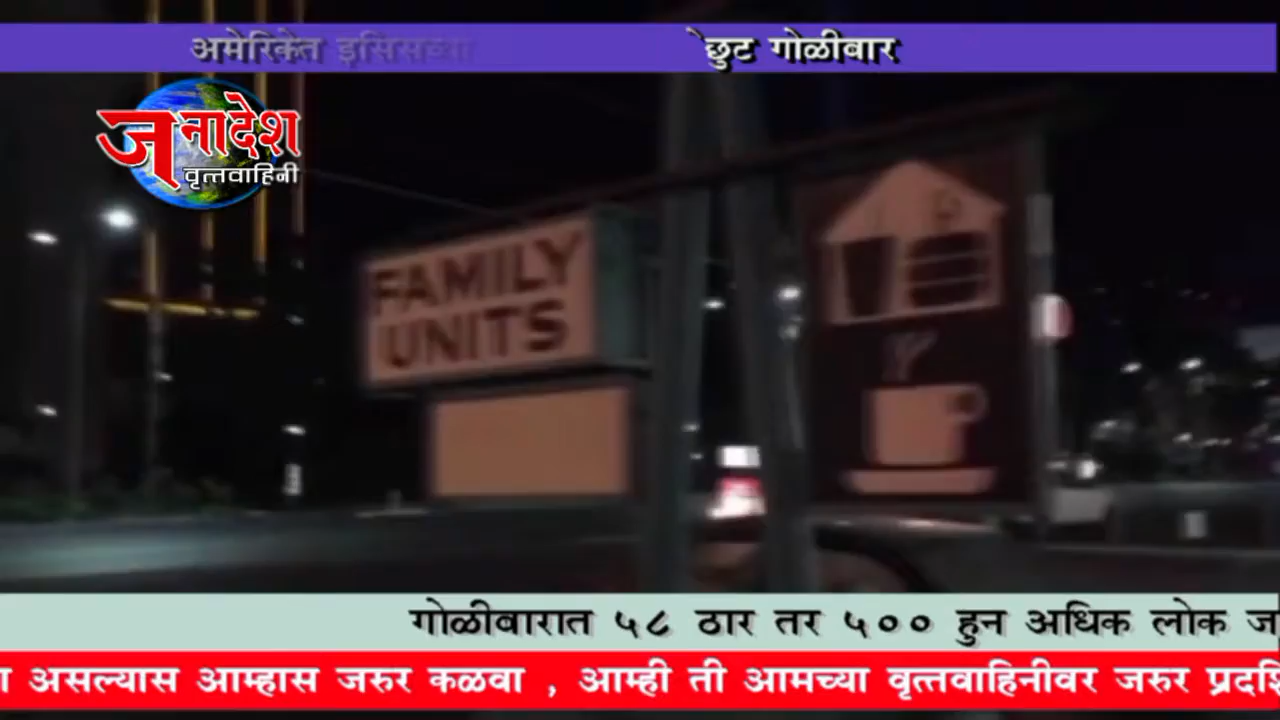 अमेरिकेत इसिसच्या छुट गोळीबार
जनादेश
वृत्तवाहिनी
FAMILY
UNITS
गोळीबारात ५८ ठार तर ५०० हुन अधिक लोक
असल्यास आम्हास जरुर कळवा , आम्ही ती आमच्या वृत्तवाहिनीवर जरुर